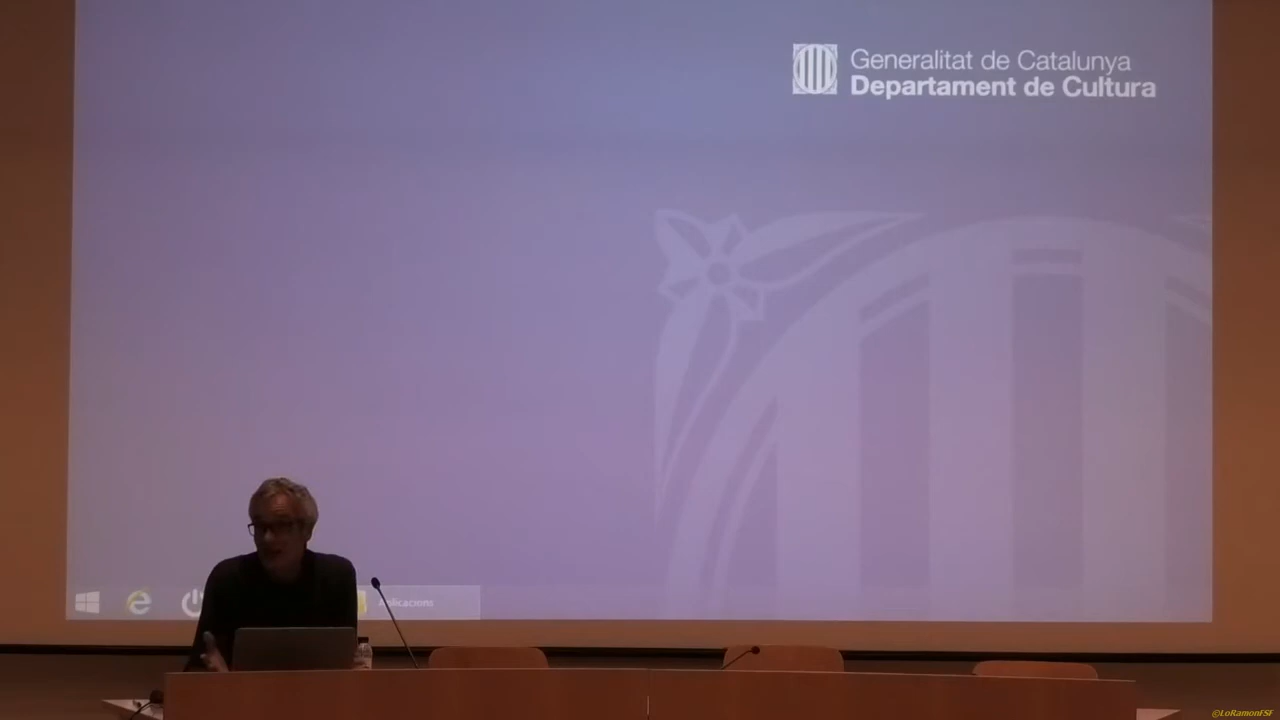 Generalitat de Catalunya
Departament de Cultura
Aplicacions
©LoRamonFSF